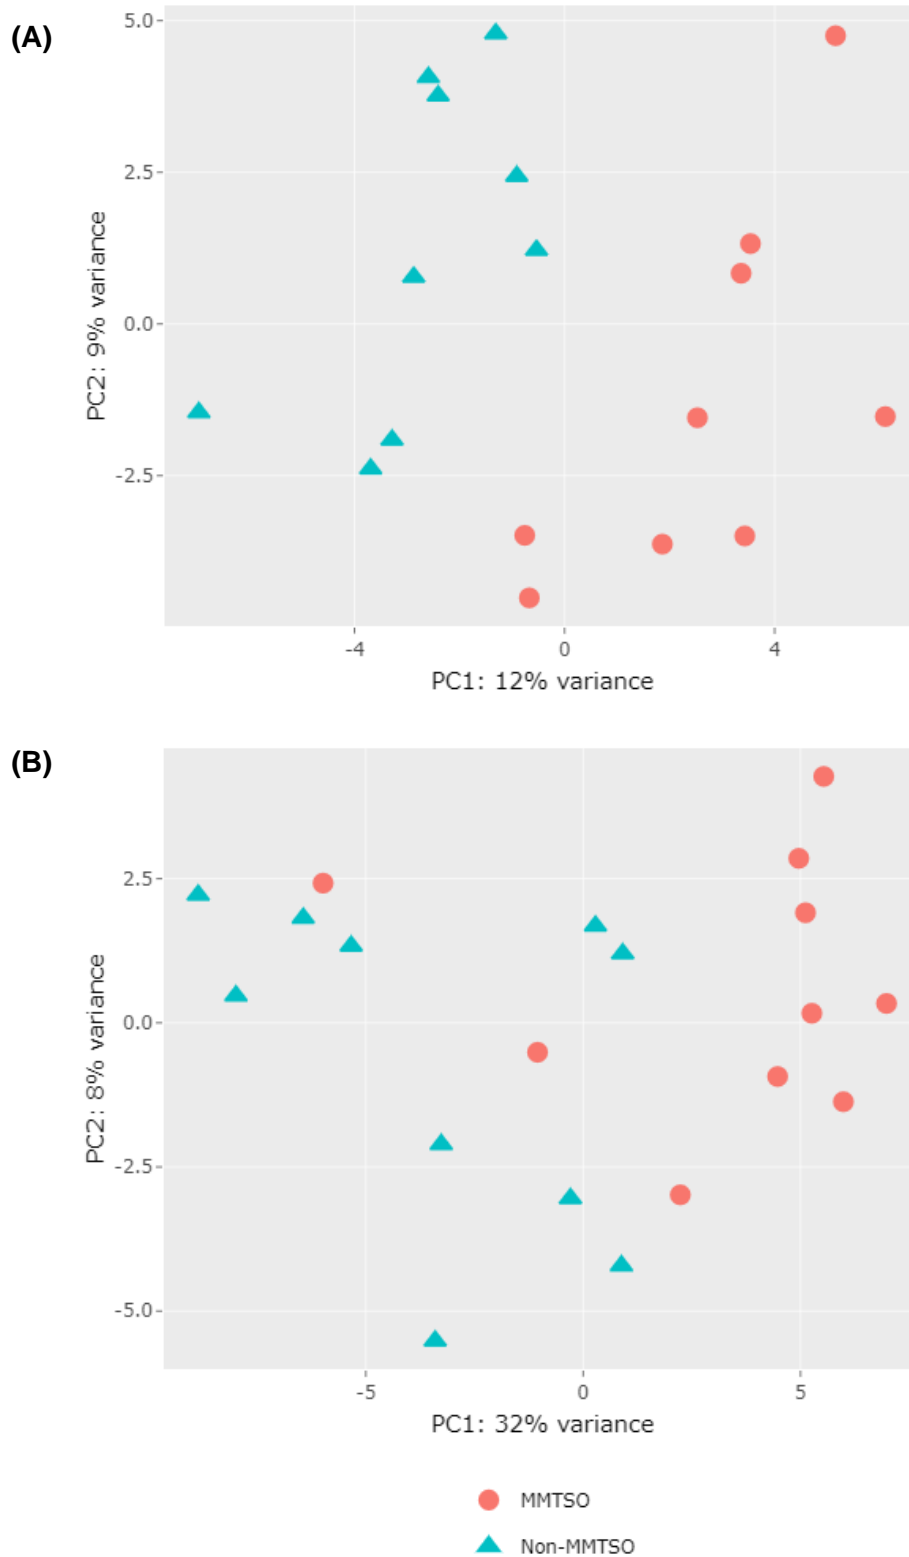 (A)
5.0
2.5
0.0
-2.5
PC2: 9% variance
-4 0 4
PC1: 12% variance
(B)
2.5
0.0
-2.5
-5.0
PC2: 8% variance
-5 0 5
PC1: 32% variance
MMTSO
Non-MMTSO